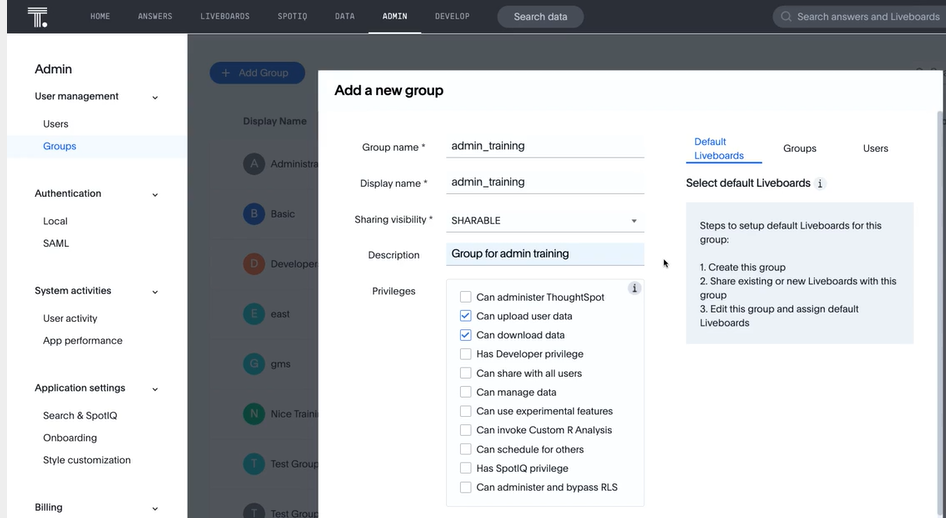 T.
HOME ANSWERS LIVEBOARDS SPOTIQ DATA ADMIN DEVELOP Search data Search answers and Liveboards
Admin
User management
Users
Groups
Authentication
Local
SAML
System activities
User activity
App performance
Application settings
Search & SpotIQ
Onboarding
Style customization
Billing
+ Add Group
Display Name
A Administra
B Basic
D Developer
E east
G gms
N Nice Traini
T Test Group
T Test Group
Add a new group
Group name * admin_training
Display name * admin_training
Sharing visibility * SHARABLE
Description Group for admin training
Privileges
Can administer ThoughtSpot
Can upload user data
Can download data
Has Developer privilege
Can share with all users
Can manage data
Can use experimental features
Can invoke Custom R Analysis
Can schedule for others
Has SpotIQ privilege
Can administer and bypass RLS
Default
Liveboards
Groups Users
Select default Liveboards
Steps to setup default Liveboards for this
group:
1. Create this group
2. Share existing or new Liveboards with this
group
3. Edit this group and assign default
Liveboards